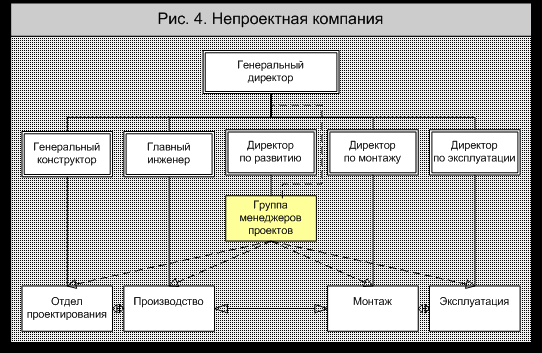 Рис. 4. Непроектная компания
Генеральный
директор
Генеральный
конструктор
Главный
инженер
Директор
по развитию
Директор
по монтажу
Директор
по эксплуатации
Группа
менеджеров
проектов
Отдел
проектирования
Производство
Монтаж
Эксплуатация